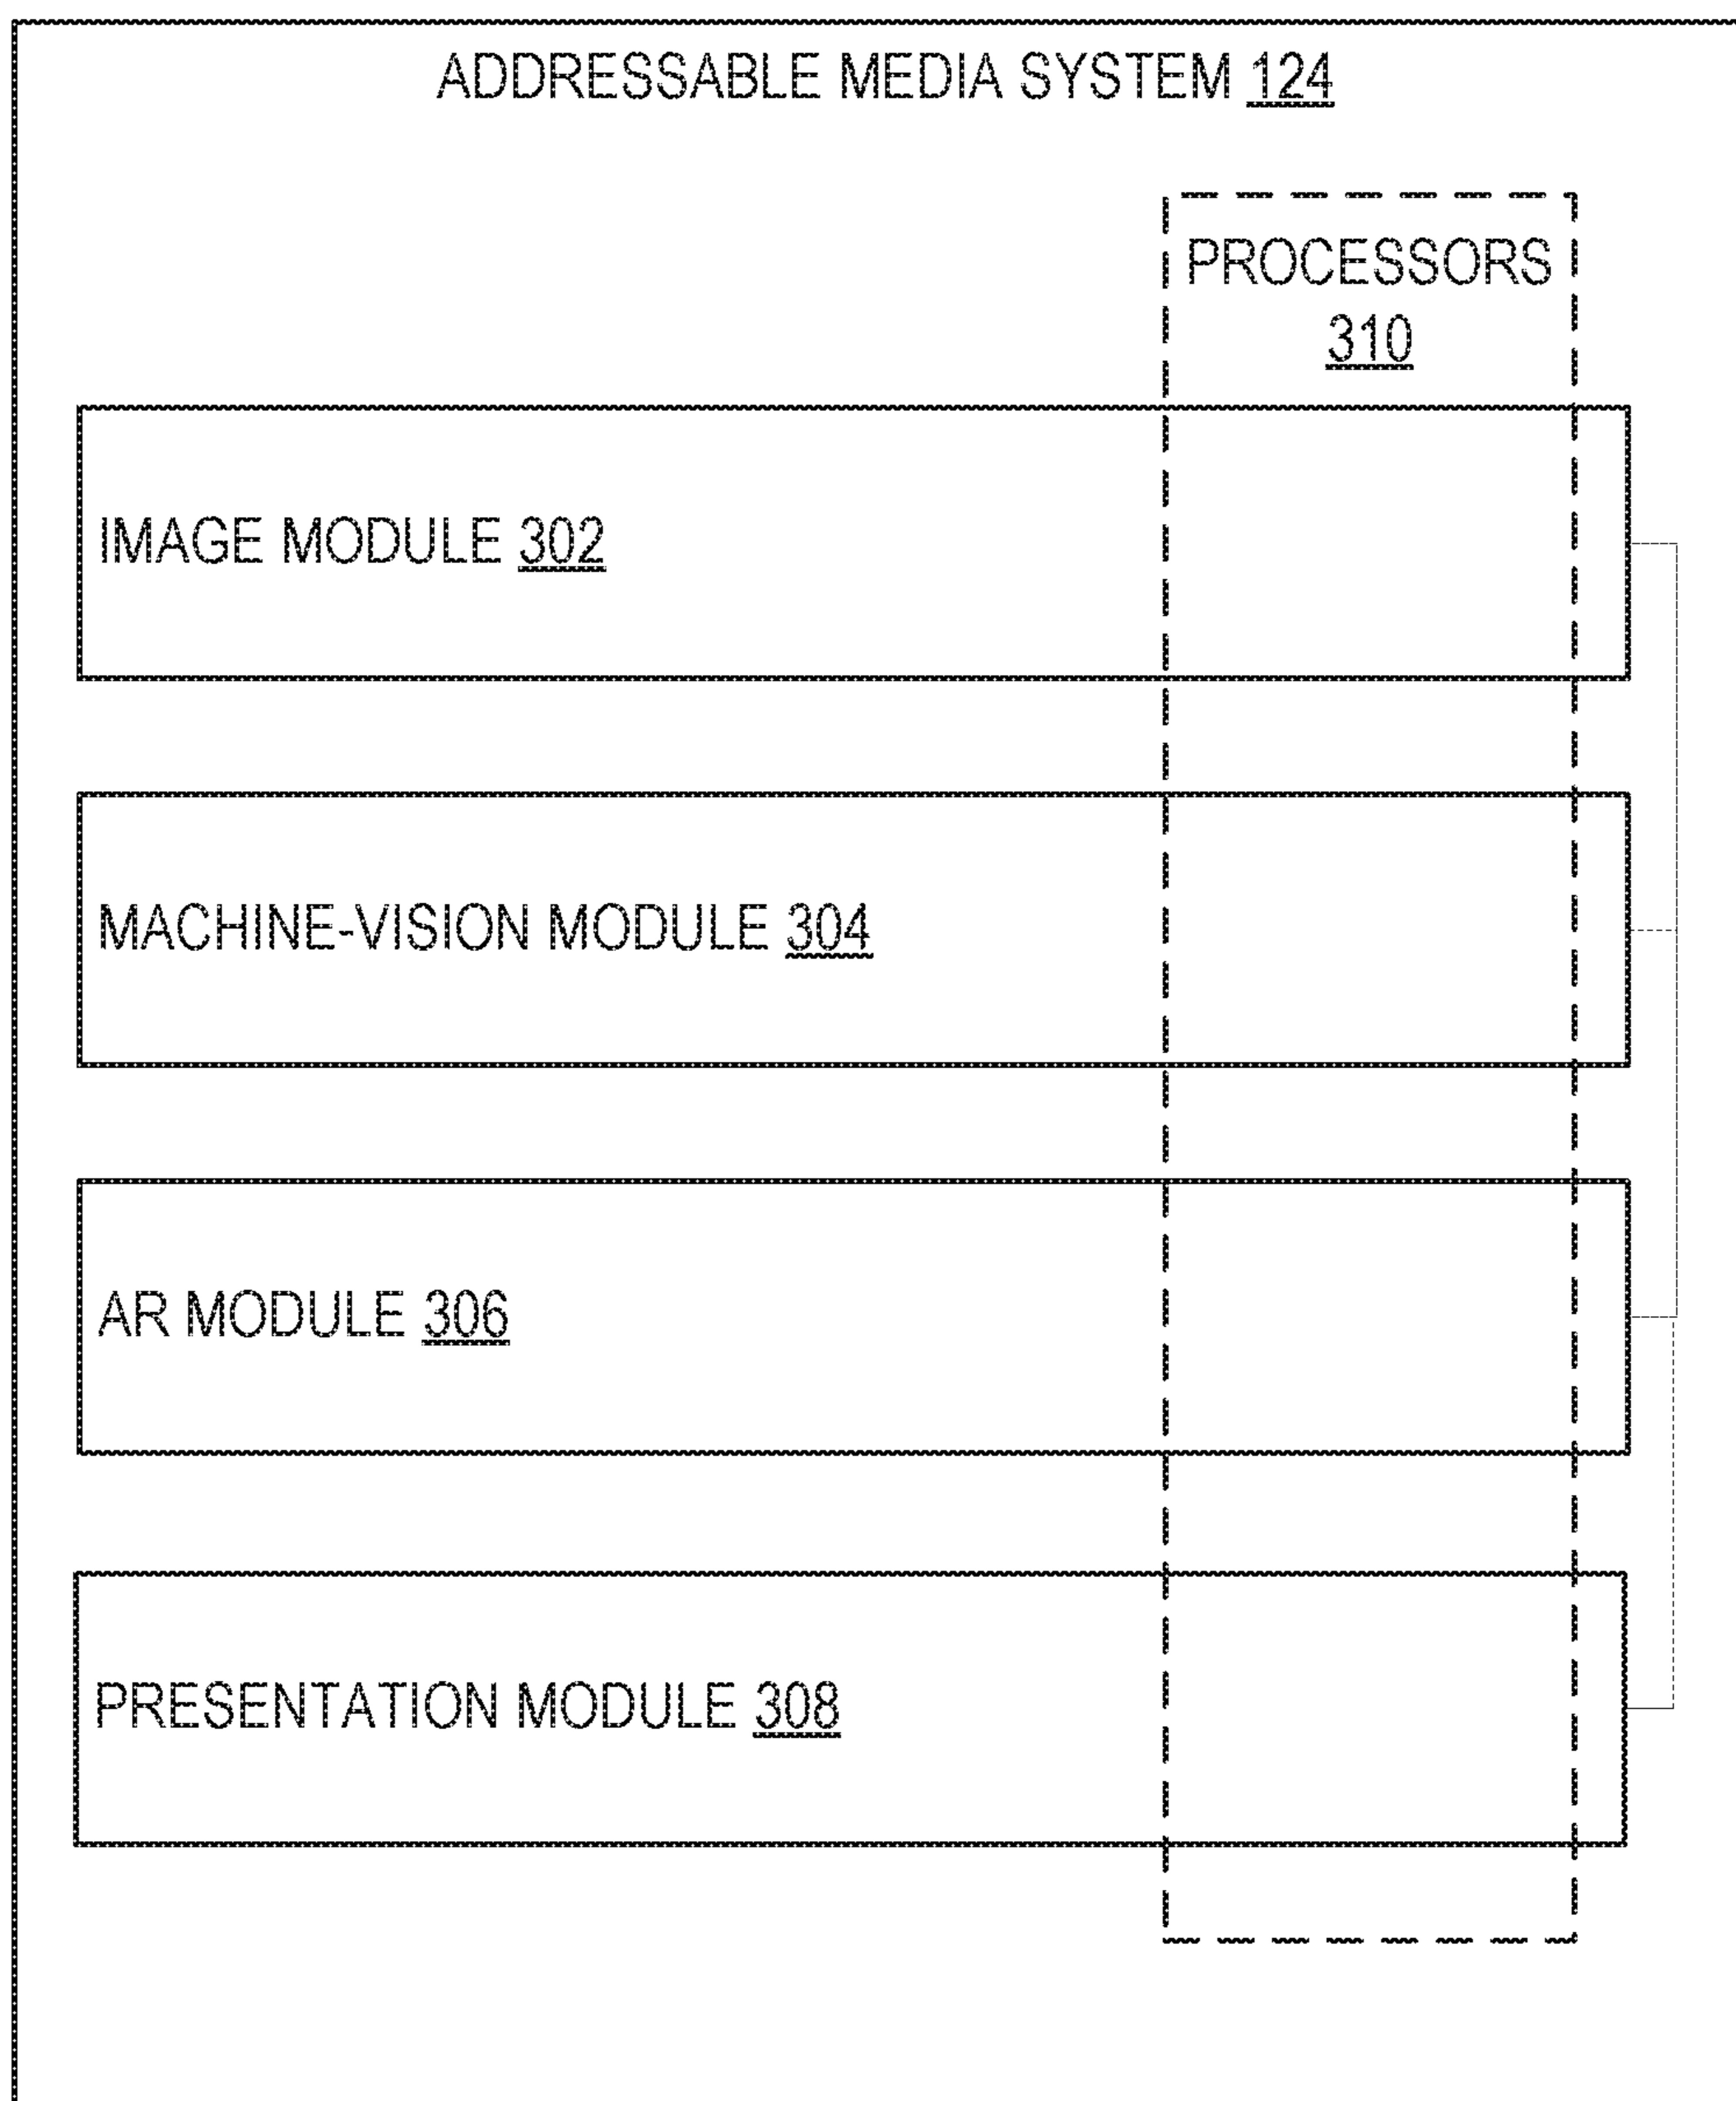 ADDRESSABLE MEDIA SYSTEM 124
PROCESSORS
310
IMAGE MODULE 302
MACHINE-VISION MODULE 304
AR MODULE 306
PRESENTATION MODULE 308